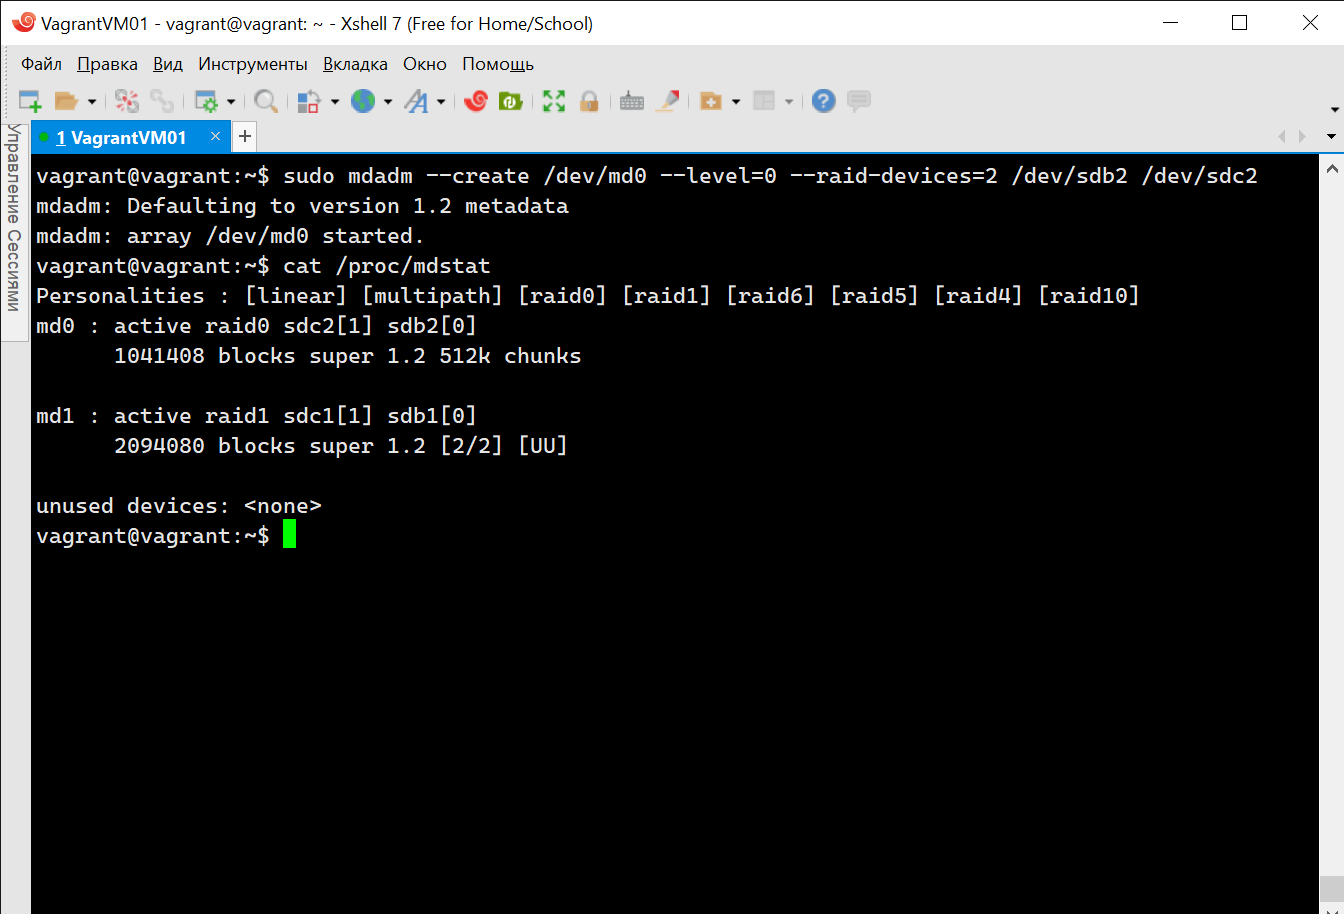 VagrantVM01 - vagrant@vagrant: ~ - Xshell 7 (Free for Home/School)
Файл Правка Вид Инструменты Вкладка Окно Помощь
1 VagrantVM01
Управление Сессиями
vagrant@vagrant:~$ sudo mdadm --create /dev/md0 --level=0 --raid-devices=2 /dev/sdb2 /dev/sdc2
mdadm: Defaulting to version 1.2 metadata
mdadm: array /dev/md0 started.
vagrant@vagrant:~$ cat /proc/mdstat
Personalities : [linear] [multipath] [raid0] [raid1] [raid6] [raid5] [raid4] [raid10]
md0 : active raid0 sdc2[1] sdb2[0]
      1041408 blocks super 1.2 512k chunks

md1 : active raid1 sdc1[1] sdb1[0]
      2094080 blocks super 1.2 [2/2] [UU]

unused devices: <none>
vagrant@vagrant:~$